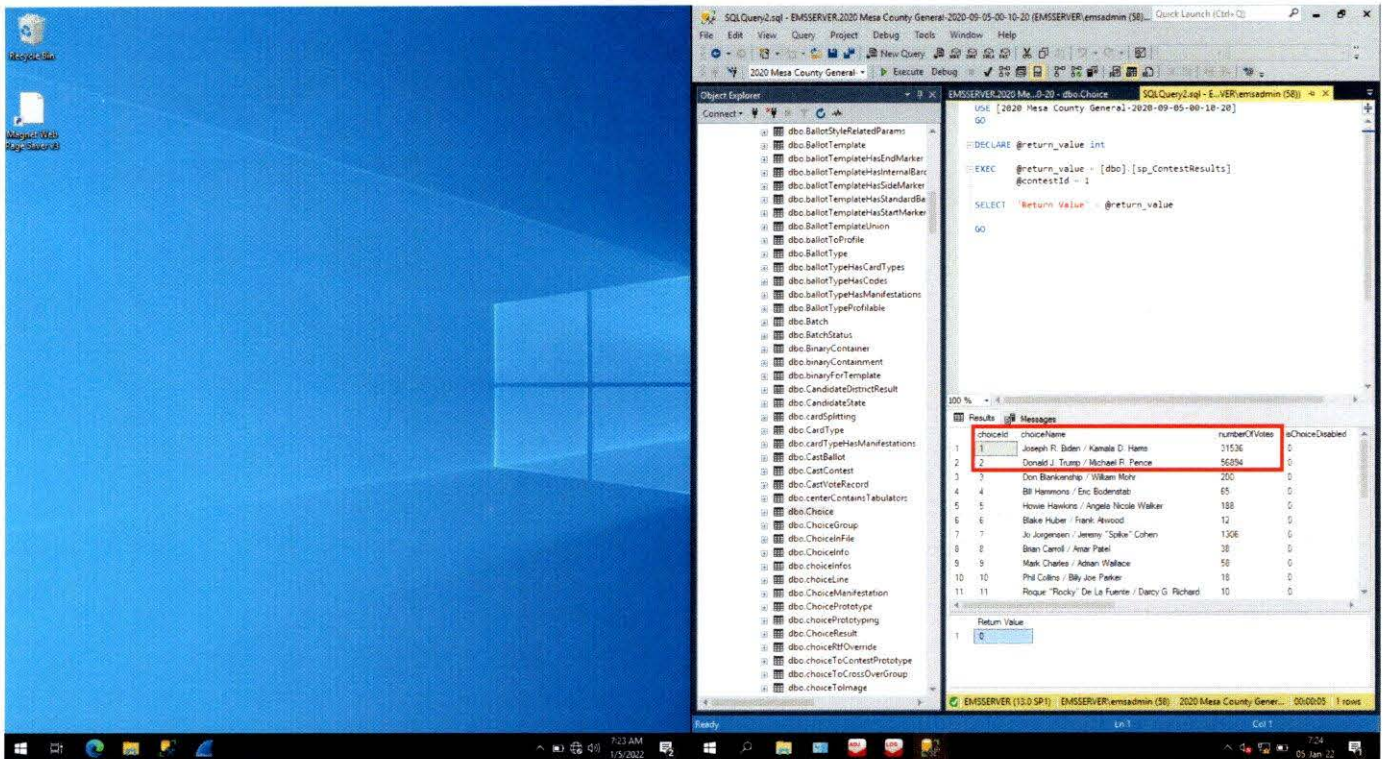 Recycle Bin
Magnet Web
Page Saver V3
7:23 AM
1/5/2022
SQLQuery2.sql - EMSSERVER.2020 Mesa County General-2020-09-05-00-10-20 (EMSSERVER\emsadmin (58)...
Quick Launch (Ctrl+Q)
File Edit View Query Project Debug Tools Window Help
New Query
2020 Mesa County General- Execute Debug
Object Explorer
Connect
dbo.BallotStyleRelatedParams
dbo.BallotTemplate
dbo.ballotTemplateHasEndMarker
dbo.ballotTemplateHasInternalBarc
dbo.ballotTemplateHasSideMarker
dbo.ballotTemplateHasStandardBa
dbo.ballotTemplateHasStartMarker
dbo.BallotTemplateUnion
dbo.ballotToProfile
dbo.BallotType
dbo.ballotTypeHasCardTypes
dbo.ballotTypeHasCodes
dbo.ballotTypeHasManifestations
dbo.BallotTypeProfilable
dbo.Batch
dbo.BatchStatus
dbo.BinaryContainer
dbo.binaryContainment
dbo.binaryForTemplate
dbo.CandidateDistrictResult
dbo.CandidateState
dbo.cardSplitting
dbo.CardType
dbo.cardTypeHasManifestations
dbo.CastBallot
dbo.CastContest
dbo.CastVoteRecord
dbo.centerContainsTabulators
dbo.Choice
dbo.ChoiceGroup
dbo.ChoiceInFile
dbo.ChoiceInfo
dbo.choiceInfos
dbo.choiceLine
dbo.ChoiceManifestation
dbo.ChoicePrototype
dbo.choicePrototyping
dbo.ChoiceResult
dbo.choiceRtfOverride
dbo.choiceToContestPrototype
dbo.choiceToCrossOverGroup
dbo.choiceToImage
EMSSERVER.2020 Me...0-20 - dbo.Choice
SQLQuery2.sql - E...VER\emsadmin (58))
USE [2020 Mesa County General-2020-09-05-00-10-20]
GO
DECLARE @return_value int
EXEC @return_value = [dbo].[sp_ContestResults]
@contestId = 1
SELECT 'Return Value' = @return_value
GO
100 %
Results Messages
choiceId choiceName numberOfVotes isChoiceDisabled
1 1 Joseph R. Biden / Kamala D. Harris 31536 0
2 2 Donald J. Trump / Michael R. Pence 56894 0
3 3 Don Blankenship / William Mohr 200 0
4 4 Bill Hammons / Eric Bodenstab 65 0
5 5 Howie Hawkins / Angela Nicole Walker 188 0
6 6 Blake Huber / Frank Atwood 12 0
7 7 Jo Jorgensen / Jeremy "Spike" Cohen 1306 0
8 8 Brian Carroll / Amar Patel 38 0
9 9 Mark Charles / Adrian Wallace 58 0
10 10 Phil Collins / Billy Joe Parker 18 0
11 11 Roque "Rocky" De La Fuente / Darcy G. Richard 10 0
Return Value
1 0
EMSSERVER (13.0 SP1) EMSSERVER\emsadmin (58) 2020 Mesa County Gener... 00:00:05 1 rows
Ready Ln 1 Col 1
ADJ
LOG
7:24
05 Jan 22